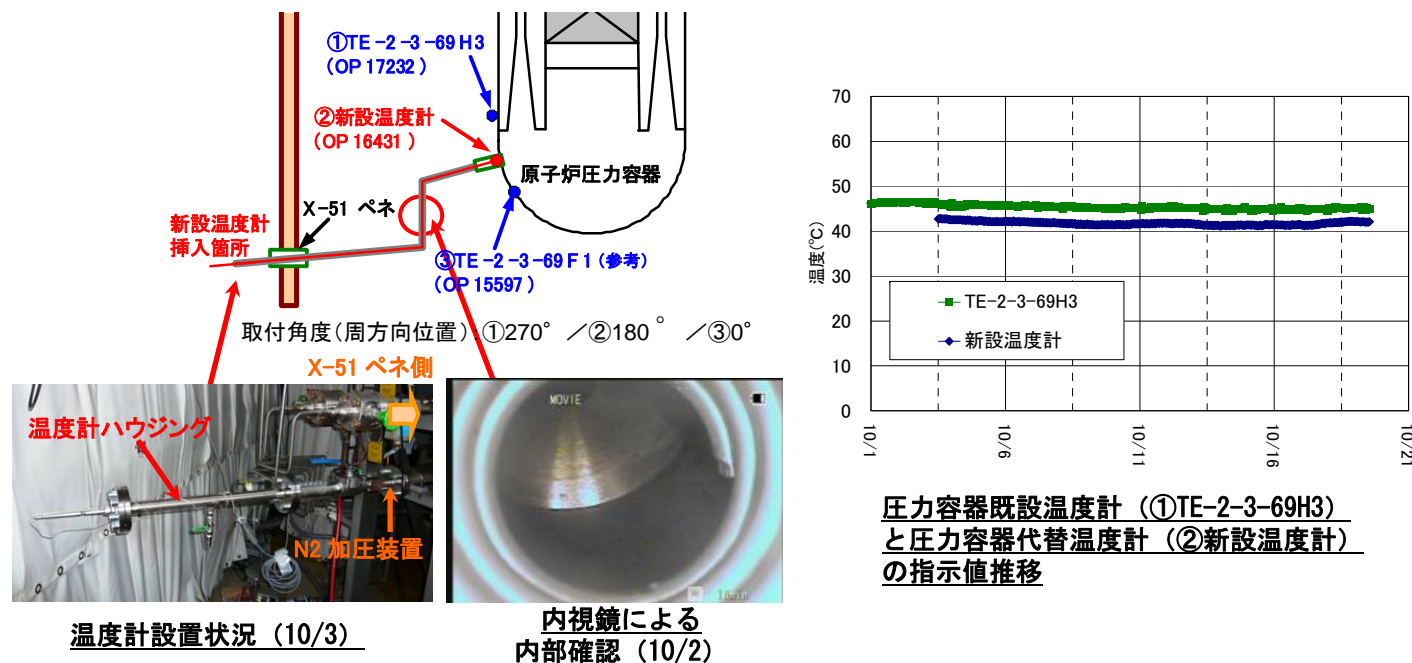 ①TE-2-3-69H3
(OP 17232)
②新設温度計
(OP 16431)
原子炉圧力容器
X-51 ペネ
新設温度計
挿入箇所
③TE-2-3-69F1(参考)
(OP 15597)
取付角度(周方向位置):①270°/②180°/③0°
X-51 ペネ側
温度計ハウジング
N2 加圧装置
MOVIE
温度計設置状況(10/3)
内視鏡による
内部確認(10/2)
温度(℃)
70
60
50
40
30
20
10
0
TE-2-3-69H3
新設温度計
10/1
10/6
10/11
10/16
10/21
圧力容器既設温度計(①TE-2-3-69H3)
と圧力容器代替温度計(②新設温度計)
の指示値推移